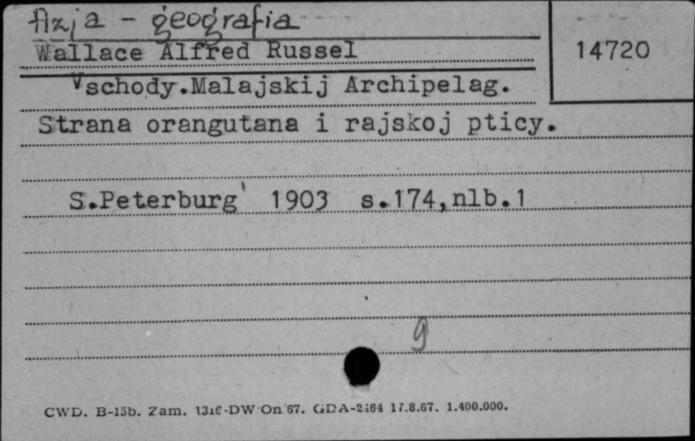 Azja - geografia
Wallace Alfred Russel
14720
Vschody.Malajskij Archipelag.
Strana orangutana i rajskoj pticy.
S.Peterburg' 1903 s.174,nlb.1
9
CWD. B-15b. Zam. 1316-DW On 67. GDA-2164 17.8.67. 1.400.000.